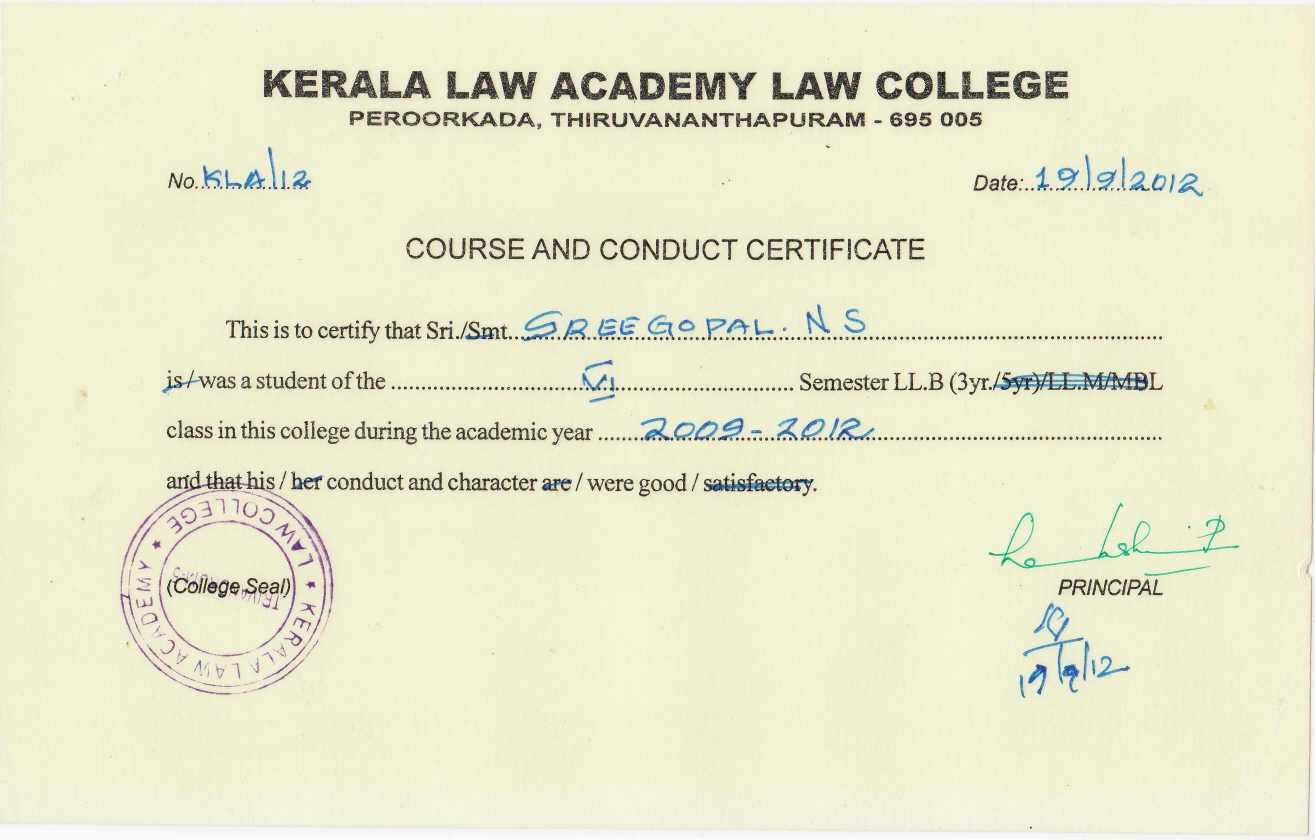 KERALA LAW ACADEMY LAW COLLEGE
PEROORKADA, THIRUVANANTHAPURAM - 695 005
No. KLA/12 Date: 19/9/2012
COURSE AND CONDUCT CERTIFICATE
This is to certify that Sri./Smt. SREEGOPAL. N S
is / was a student of the VI Semester LL.B (3yr./5yr)/LL.M/MBL
class in this college during the academic year 2009-2012
and that his / her conduct and character are / were good / satisfactory.
★ KERALA LAW ACADEMY ★ LAW COLLEGE
(College Seal)
PRINCIPAL
19/9/12